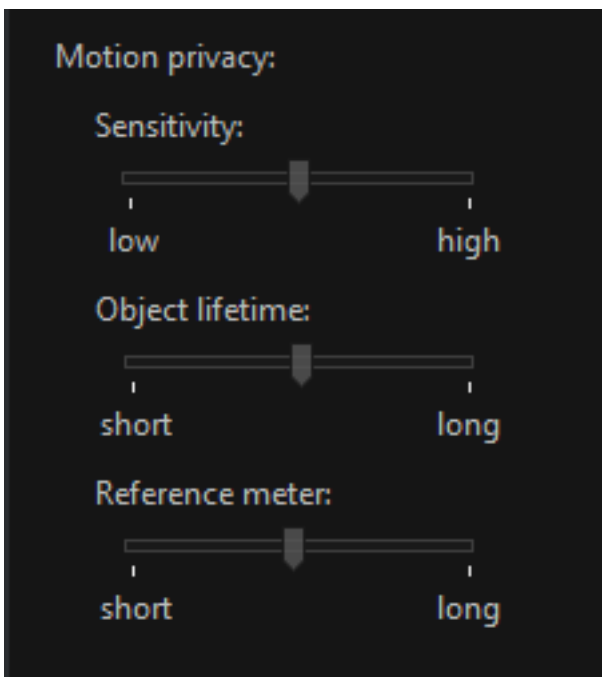 Motion privacy:
Sensitivity:
low high
Object lifetime:
short long
Reference meter:
short long